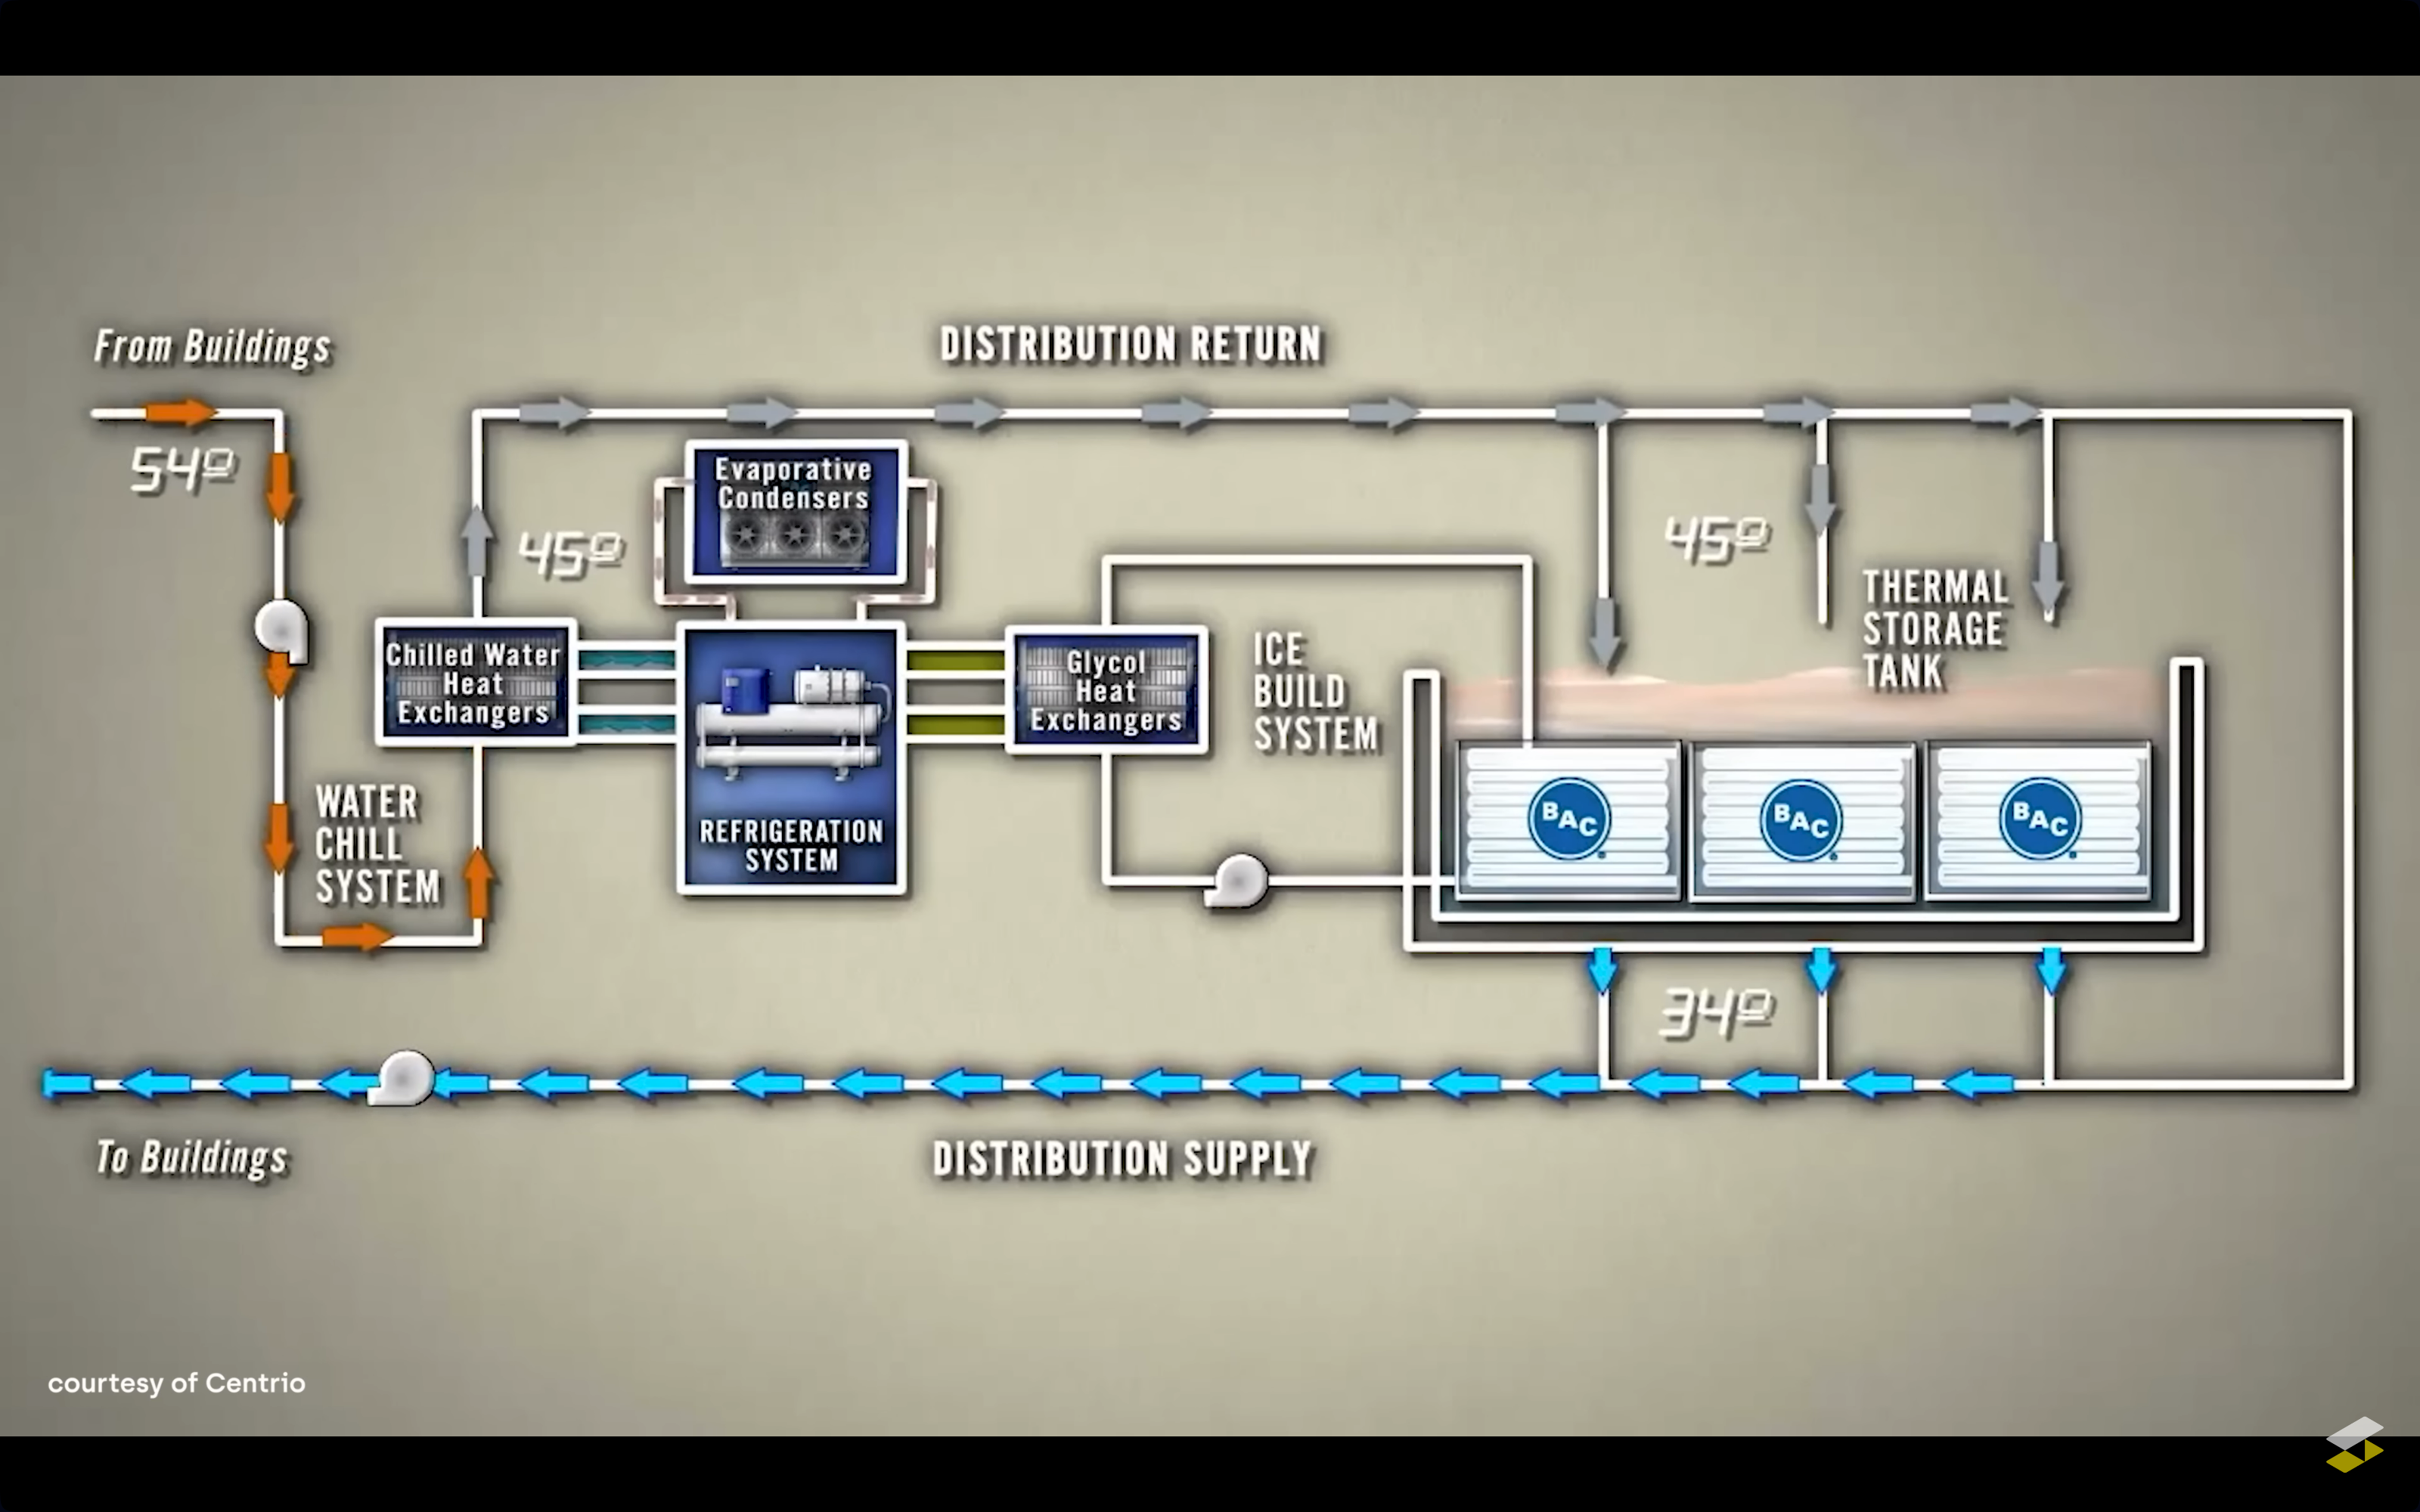 From Buildings
DISTRIBUTION RETURN
54º
Evaporative
Condensers
45º
45º
THERMAL
STORAGE
TANK
Chilled Water
Heat
Exchangers
Glycol
Heat
Exchangers
ICE
BUILD
SYSTEM
WATER
CHILL
SYSTEM
REFRIGERATION
SYSTEM
BAC
BAC
BAC
34º
To Buildings
DISTRIBUTION SUPPLY
courtesy of Centrio